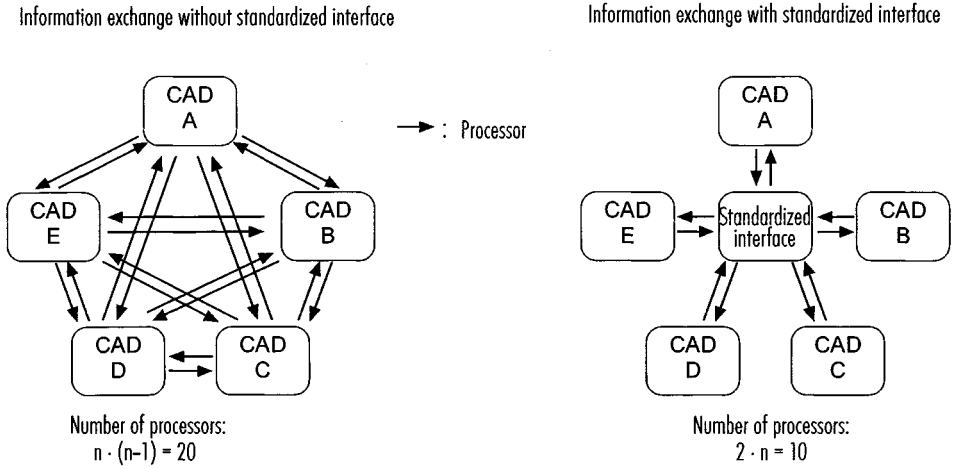 Information exchange without standardized interface
CAD
A
CAD
E
CAD
B
CAD
D
CAD
C
Number of processors:
n · (n–1) = 20
: Processor
Information exchange with standardized interface
CAD
A
CAD
E
Standardized
interface
CAD
B
CAD
D
CAD
C
Number of processors:
2 · n = 10